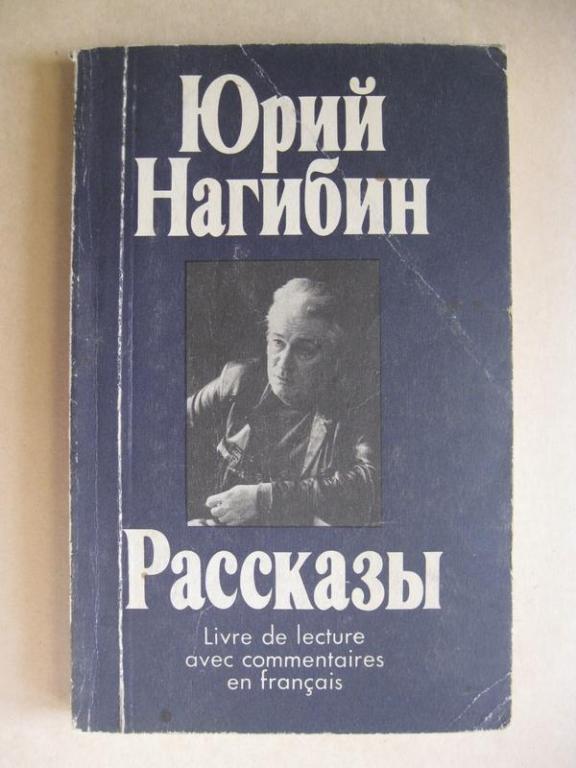 Юрий
Нагибин
Рассказы
Livre de lecture
avec commentaires
en français